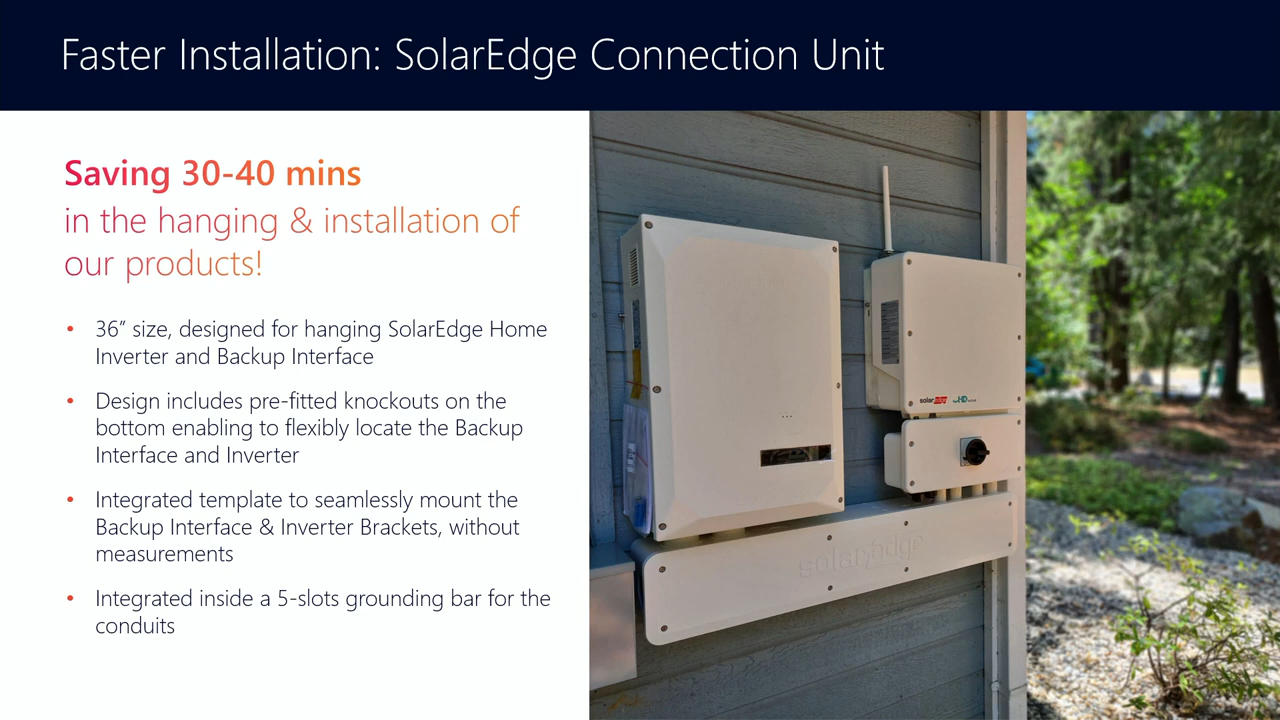 Faster Installation: SolarEdge Connection Unit
Saving 30-40 mins
in the hanging & installation of
our products!
• 36” size, designed for hanging SolarEdge Home
Inverter and Backup Interface
• Design includes pre-fitted knockouts on the
bottom enabling to flexibly locate the Backup
Interface and Inverter
• Integrated template to seamlessly mount the
Backup Interface & Inverter Brackets, without
measurements
• Integrated inside a 5-slots grounding bar for the
conduits
solaredge
HD
solaredge